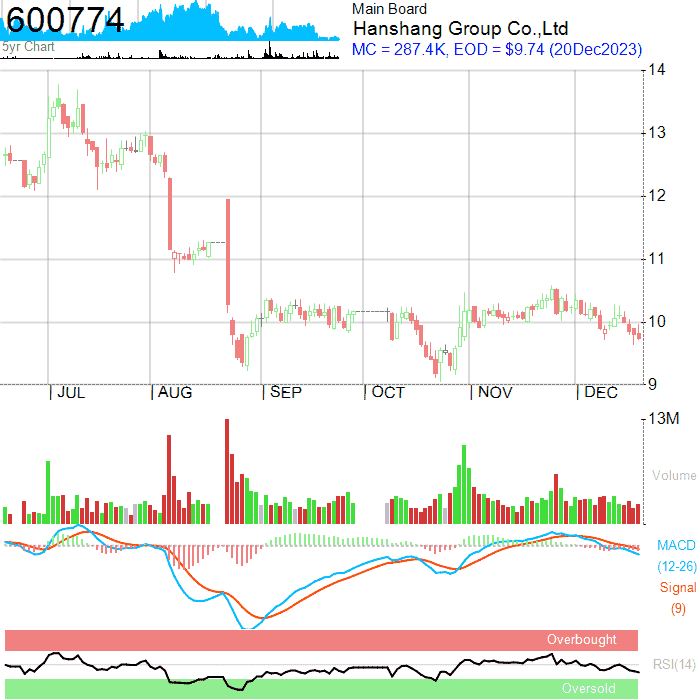 600774
5yr Chart
Main Board
Hanshang Group Co.,Ltd
MC = 287.4K, EOD = $9.74 (20Dec2023)
14
13
12
11
10
9
JUL AUG SEP OCT NOV DEC
13M
Volume
MACD
(12-26)
Signal
(9)
Overbought
RSI(14)
Oversold